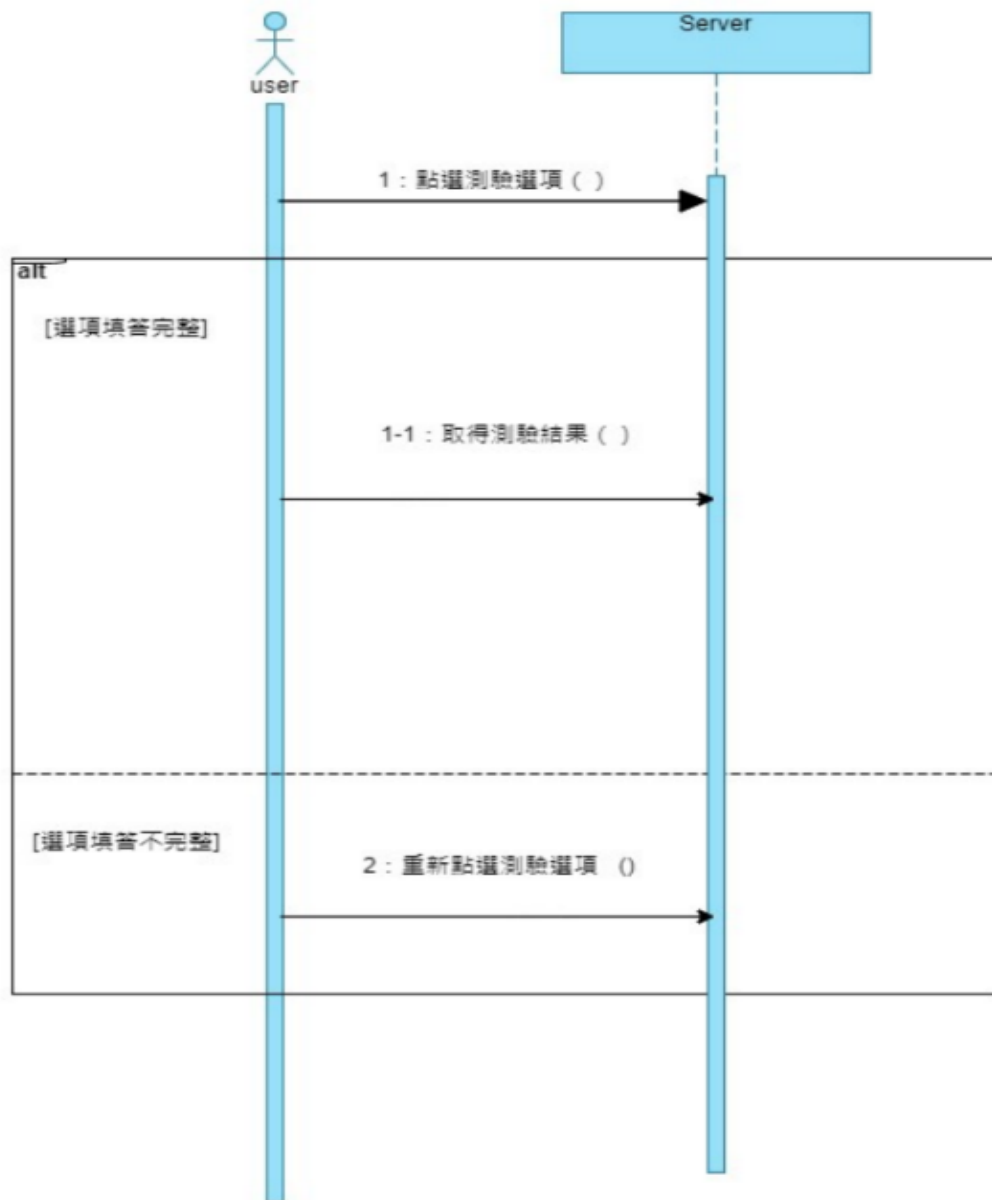 Server
user
1：點選測驗選項（ ）
alt
[選項填答完整]
1-1：取得測驗結果（ ）
[選項填答不完整]
2：重新點選測驗選項 ()